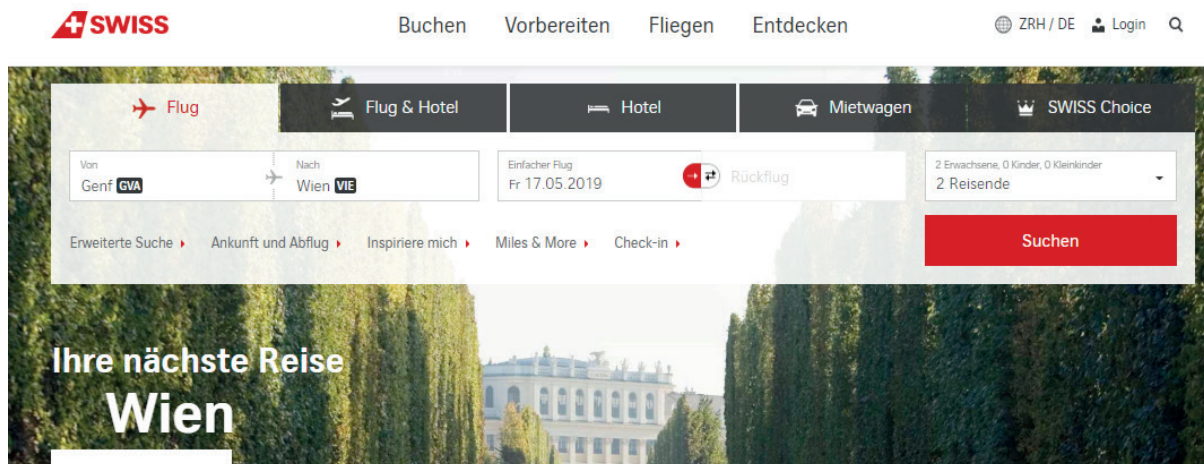 SWISS
Buchen Vorbereiten Fliegen Entdecken ZRH / DE Login
Flug Flug & Hotel Hotel Mietwagen SWISS Choice
Von Nach Einfacher Flug 2 Erwachsene, 0 Kinder, 0 Kleinkinder
Genf GVA Wien VIE Fr 17.05.2019 Rückflug 2 Reisende
Erweiterte Suche Ankunft und Abflug Inspiriere mich Miles & More Check-in Suchen
Ihre nächste Reise
Wien